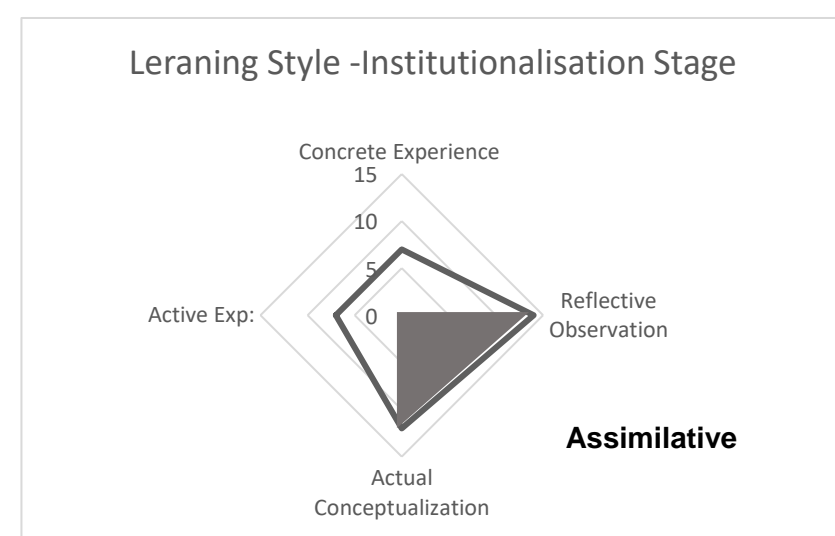 Leraning Style -Institutionalisation Stage
Concrete Experience
15
10
5
0
Active Exp:
Reflective
Observation
Assimilative
Actual
Conceptualization